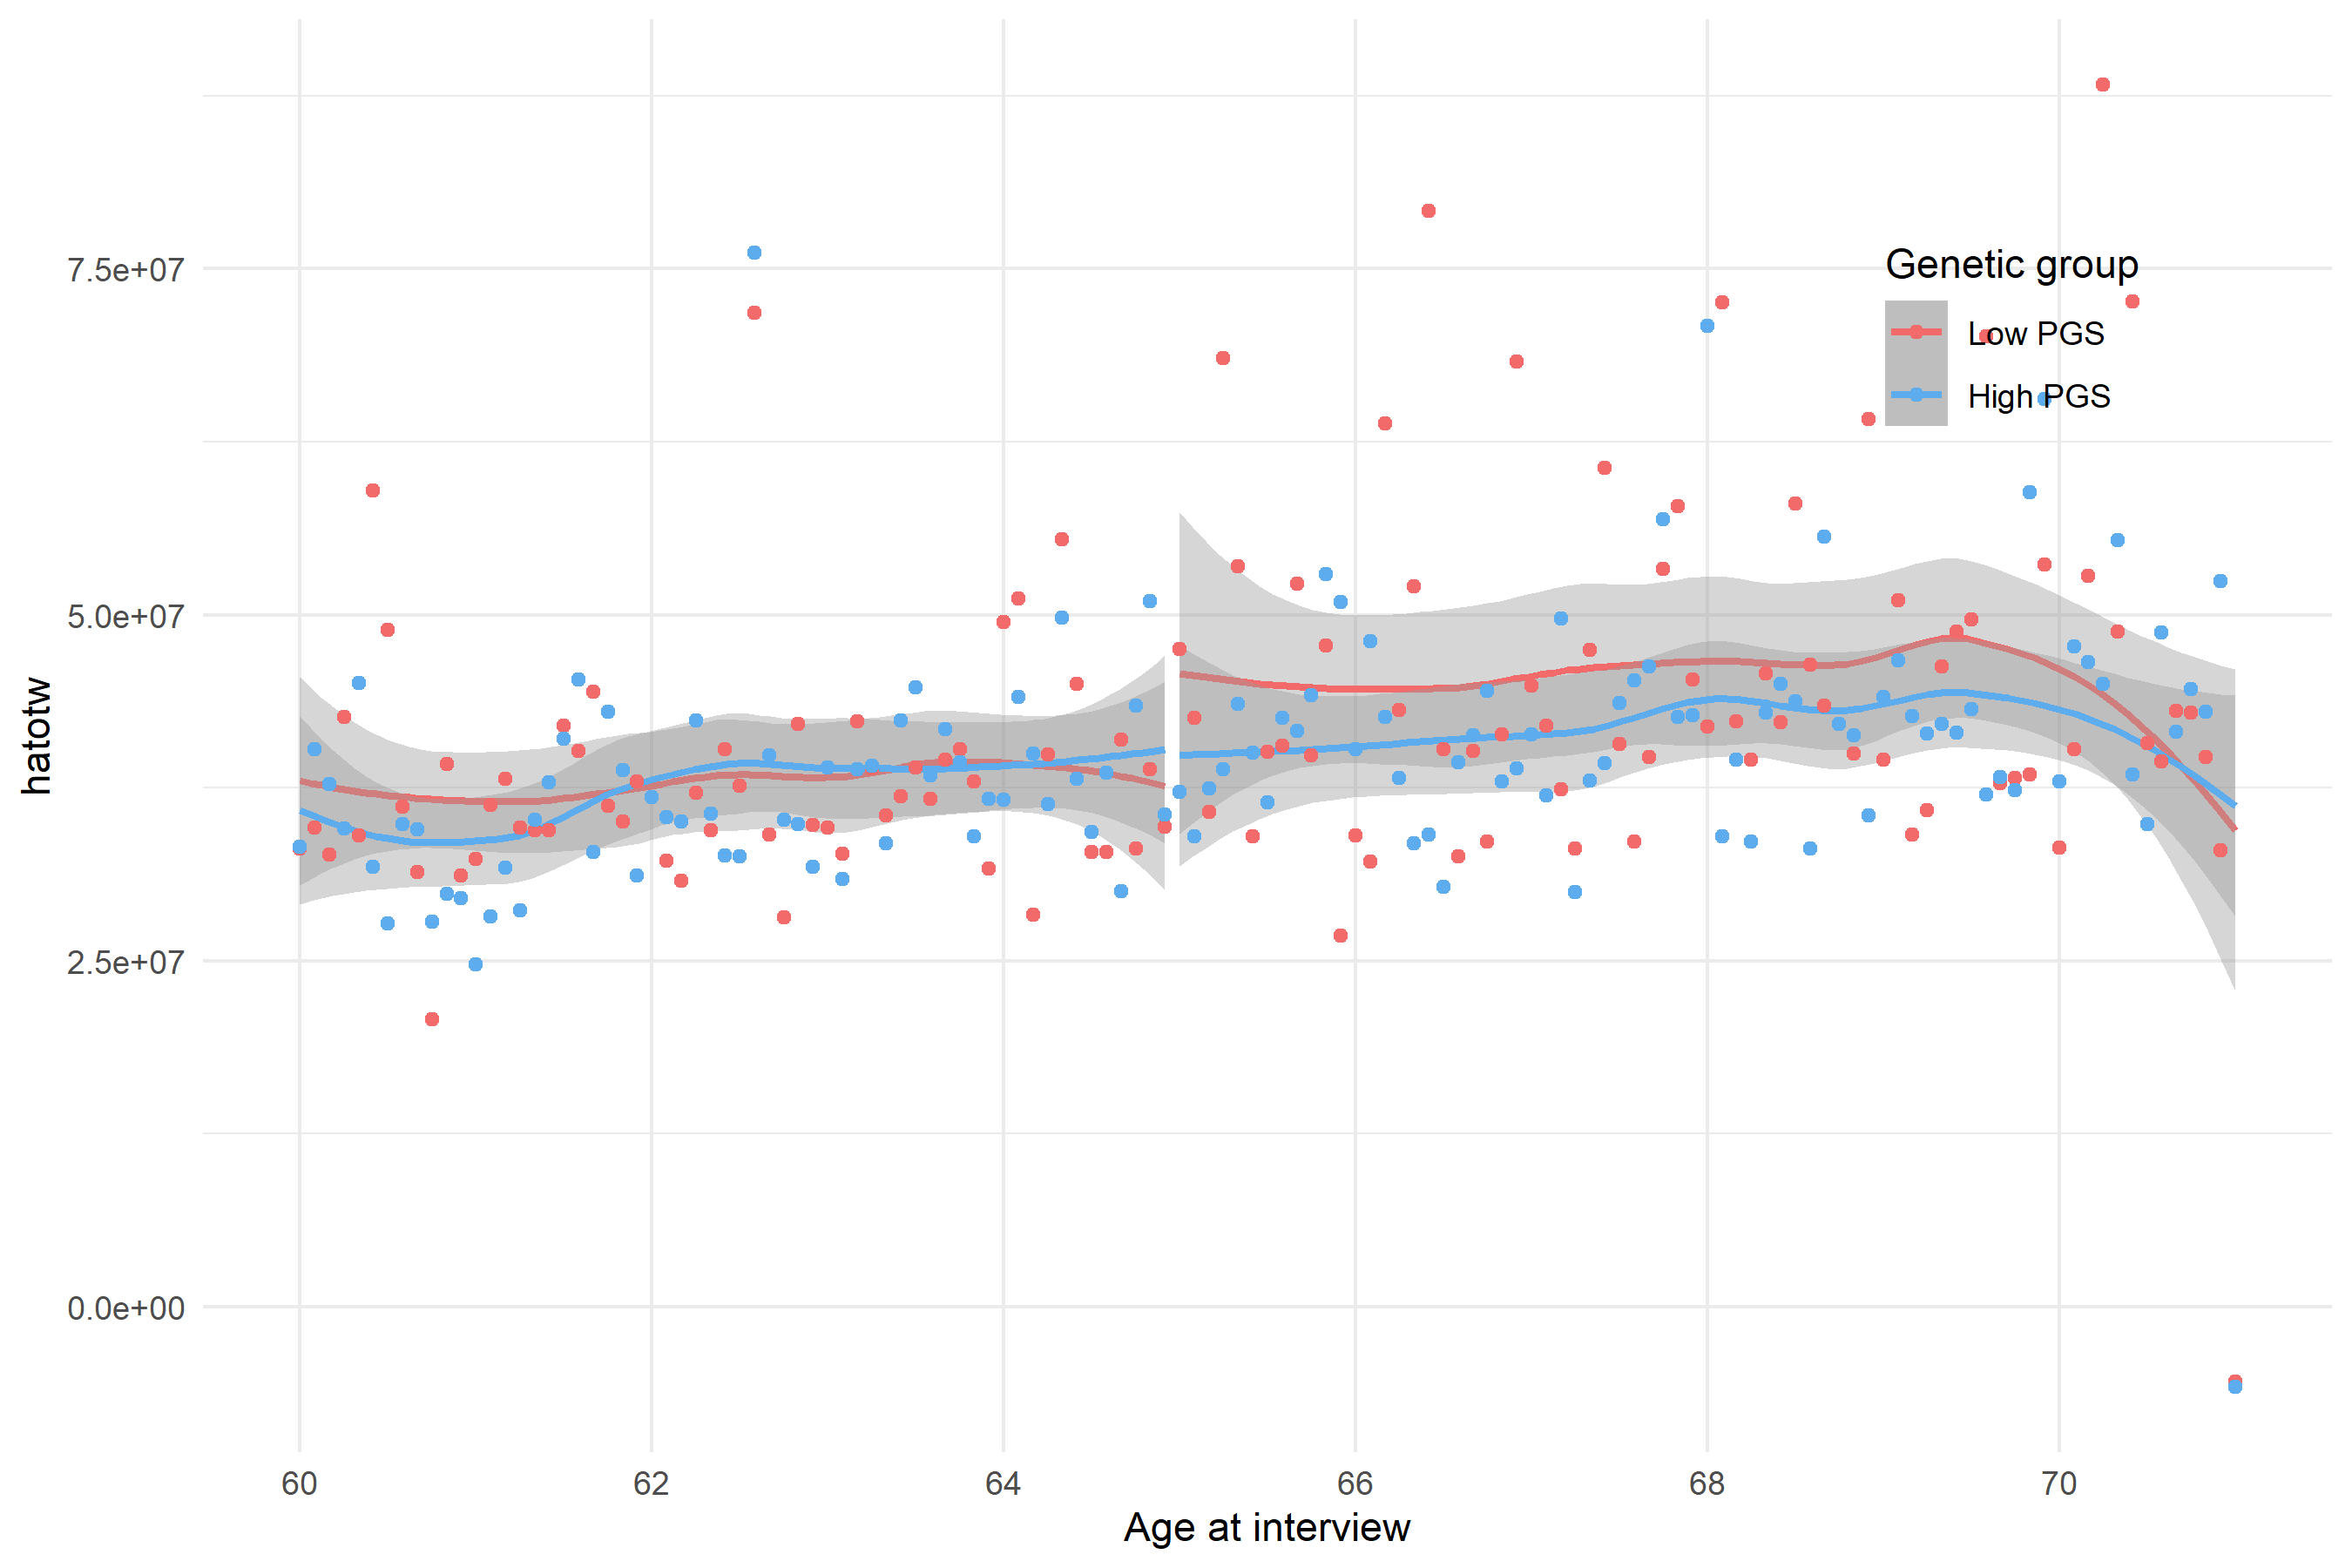 7.5e+07
5.0e+07
2.5e+07
0.0e+00
hatotw
60
62
64
66
68
70
Age at interview
Genetic group
Low PGS
High PGS